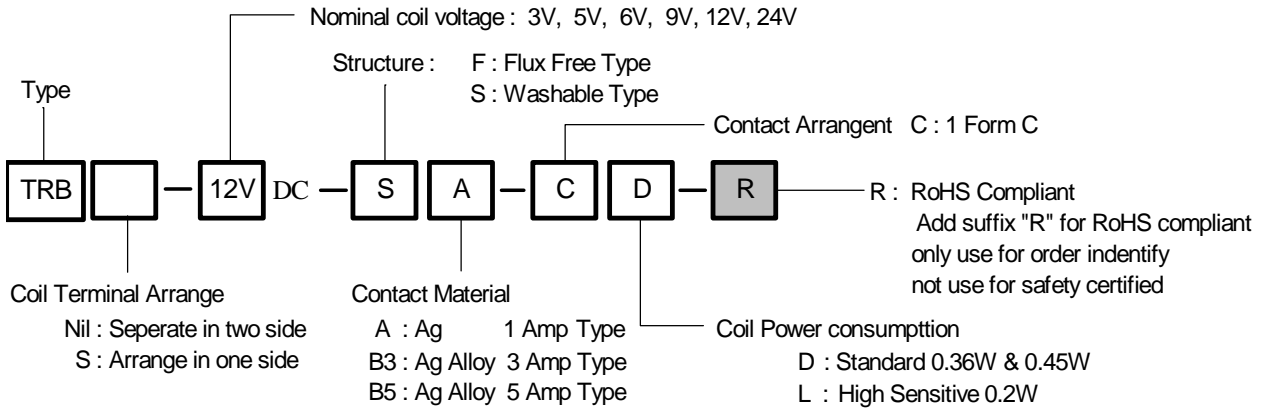 Nominal coil voltage : 3V, 5V, 6V, 9V, 12V, 24V
Structure : F : Flux Free Type
S : Washable Type
Type
Contact Arrangent C : 1 Form C
TRB — 12V DC — S A — C D — R
R : RoHS Compliant
Add suffix "R" for RoHS compliant
only use for order indentify
not use for safety certified
Coil Terminal Arrange
Nil : Seperate in two side
S : Arrange in one side
Contact Material
A : Ag 1 Amp Type
B3 : Ag Alloy 3 Amp Type
B5 : Ag Alloy 5 Amp Type
Coil Power consumpttion
D : Standard 0.36W & 0.45W
L : High Sensitive 0.2W